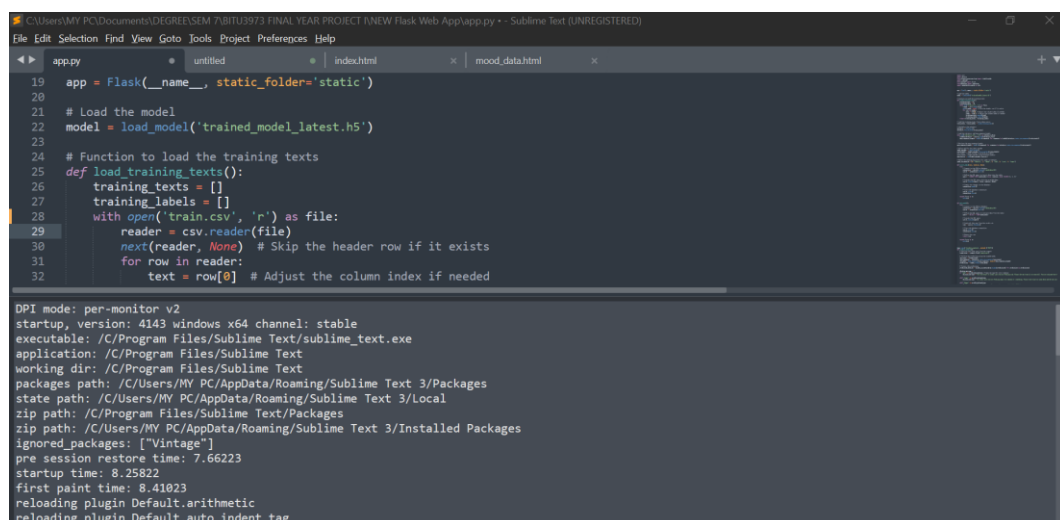 C:\Users\MY PC\Documents\DEGREE\SEM 7\BITU3973 FINAL YEAR PROJECT I\NEW Flask Web App\app.py • - Sublime Text (UNREGISTERED)
File Edit Selection Find View Goto Tools Project Preferences Help
app.py untitled index.html mood_data.html
19 app = Flask(__name__, static_folder='static')
20
21 # Load the model
22 model = load_model('trained_model_latest.h5')
23
24 # Function to load the training texts
25 def load_training_texts():
26 training_texts = []
27 training_labels = []
28 with open('train.csv', 'r') as file:
29 reader = csv.reader(file)
30 next(reader, None) # Skip the header row if it exists
31 for row in reader:
32 text = row[0] # Adjust the column index if needed
DPI mode: per-monitor v2
startup, version: 4143 windows x64 channel: stable
executable: /C/Program Files/Sublime Text/sublime_text.exe
application: /C/Program Files/Sublime Text
working dir: /C/Program Files/Sublime Text
packages path: /C/Users/MY PC/AppData/Roaming/Sublime Text 3/Packages
state path: /C/Users/MY PC/AppData/Roaming/Sublime Text 3/Local
zip path: /C/Program Files/Sublime Text/Packages
zip path: /C/Users/MY PC/AppData/Roaming/Sublime Text 3/Installed Packages
ignored_packages: ["Vintage"]
pre session restore time: 7.66223
startup time: 8.25822
first paint time: 8.41023
reloading plugin Default.arithmetic
reloading plugin Default.auto_indent_tag